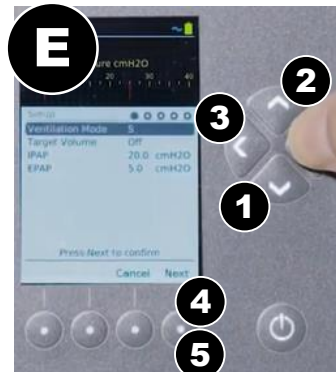 E
ure cmH2O
20 30 40
Setup
Ventilation Mode S
Target Volume Off
IPAP 20.0 cmH2O
EPAP 5.0 cmH2O
Press Next to confirm
Cancel Next
2
3
1
4
5